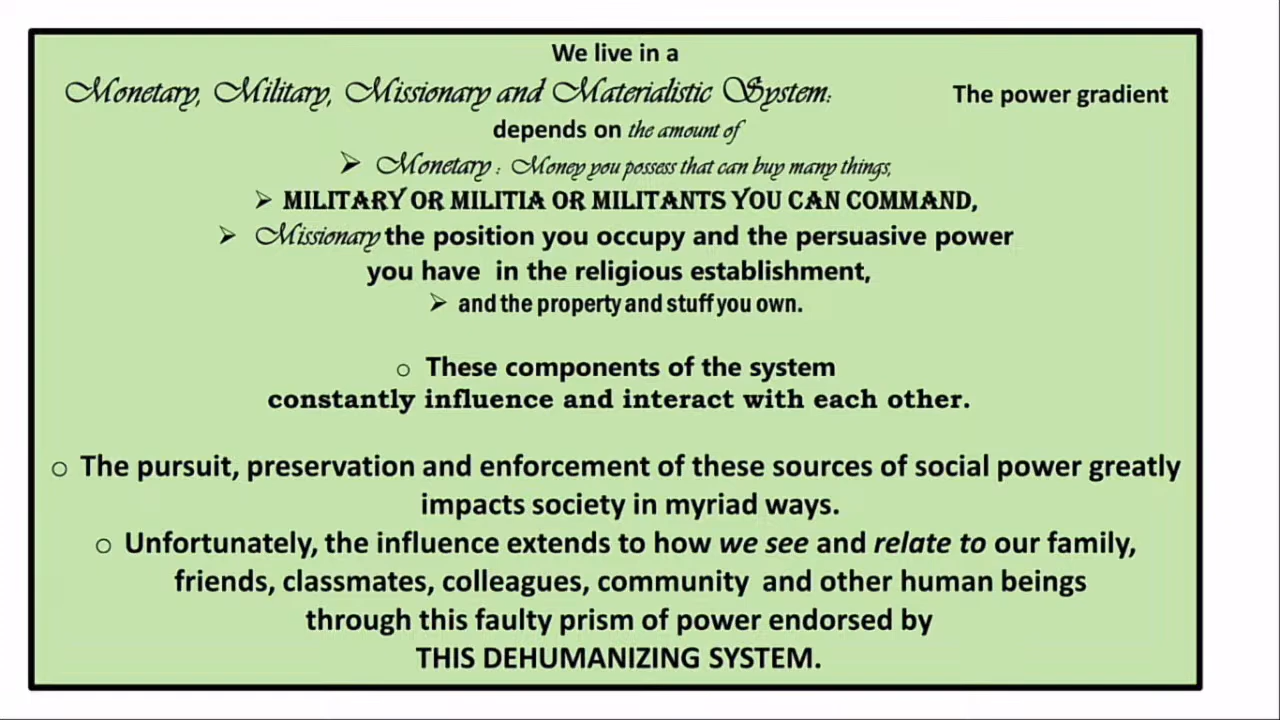 We live in a
Monetary, Military, Missionary and Materialistic System: The power gradient
depends on the amount of
➢ Monetary : Money you possess that can buy many things,
➢ MILITARY OR MILITIA OR MILITANTS YOU CAN COMMAND,
➢ Missionary the position you occupy and the persuasive power
you have in the religious establishment,
➢ and the property and stuff you own.
○ These components of the system
constantly influence and interact with each other.
○ The pursuit, preservation and enforcement of these sources of social power greatly
impacts society in myriad ways.
○ Unfortunately, the influence extends to how we see and relate to our family,
friends, classmates, colleagues, community and other human beings
through this faulty prism of power endorsed by
THIS DEHUMANIZING SYSTEM.